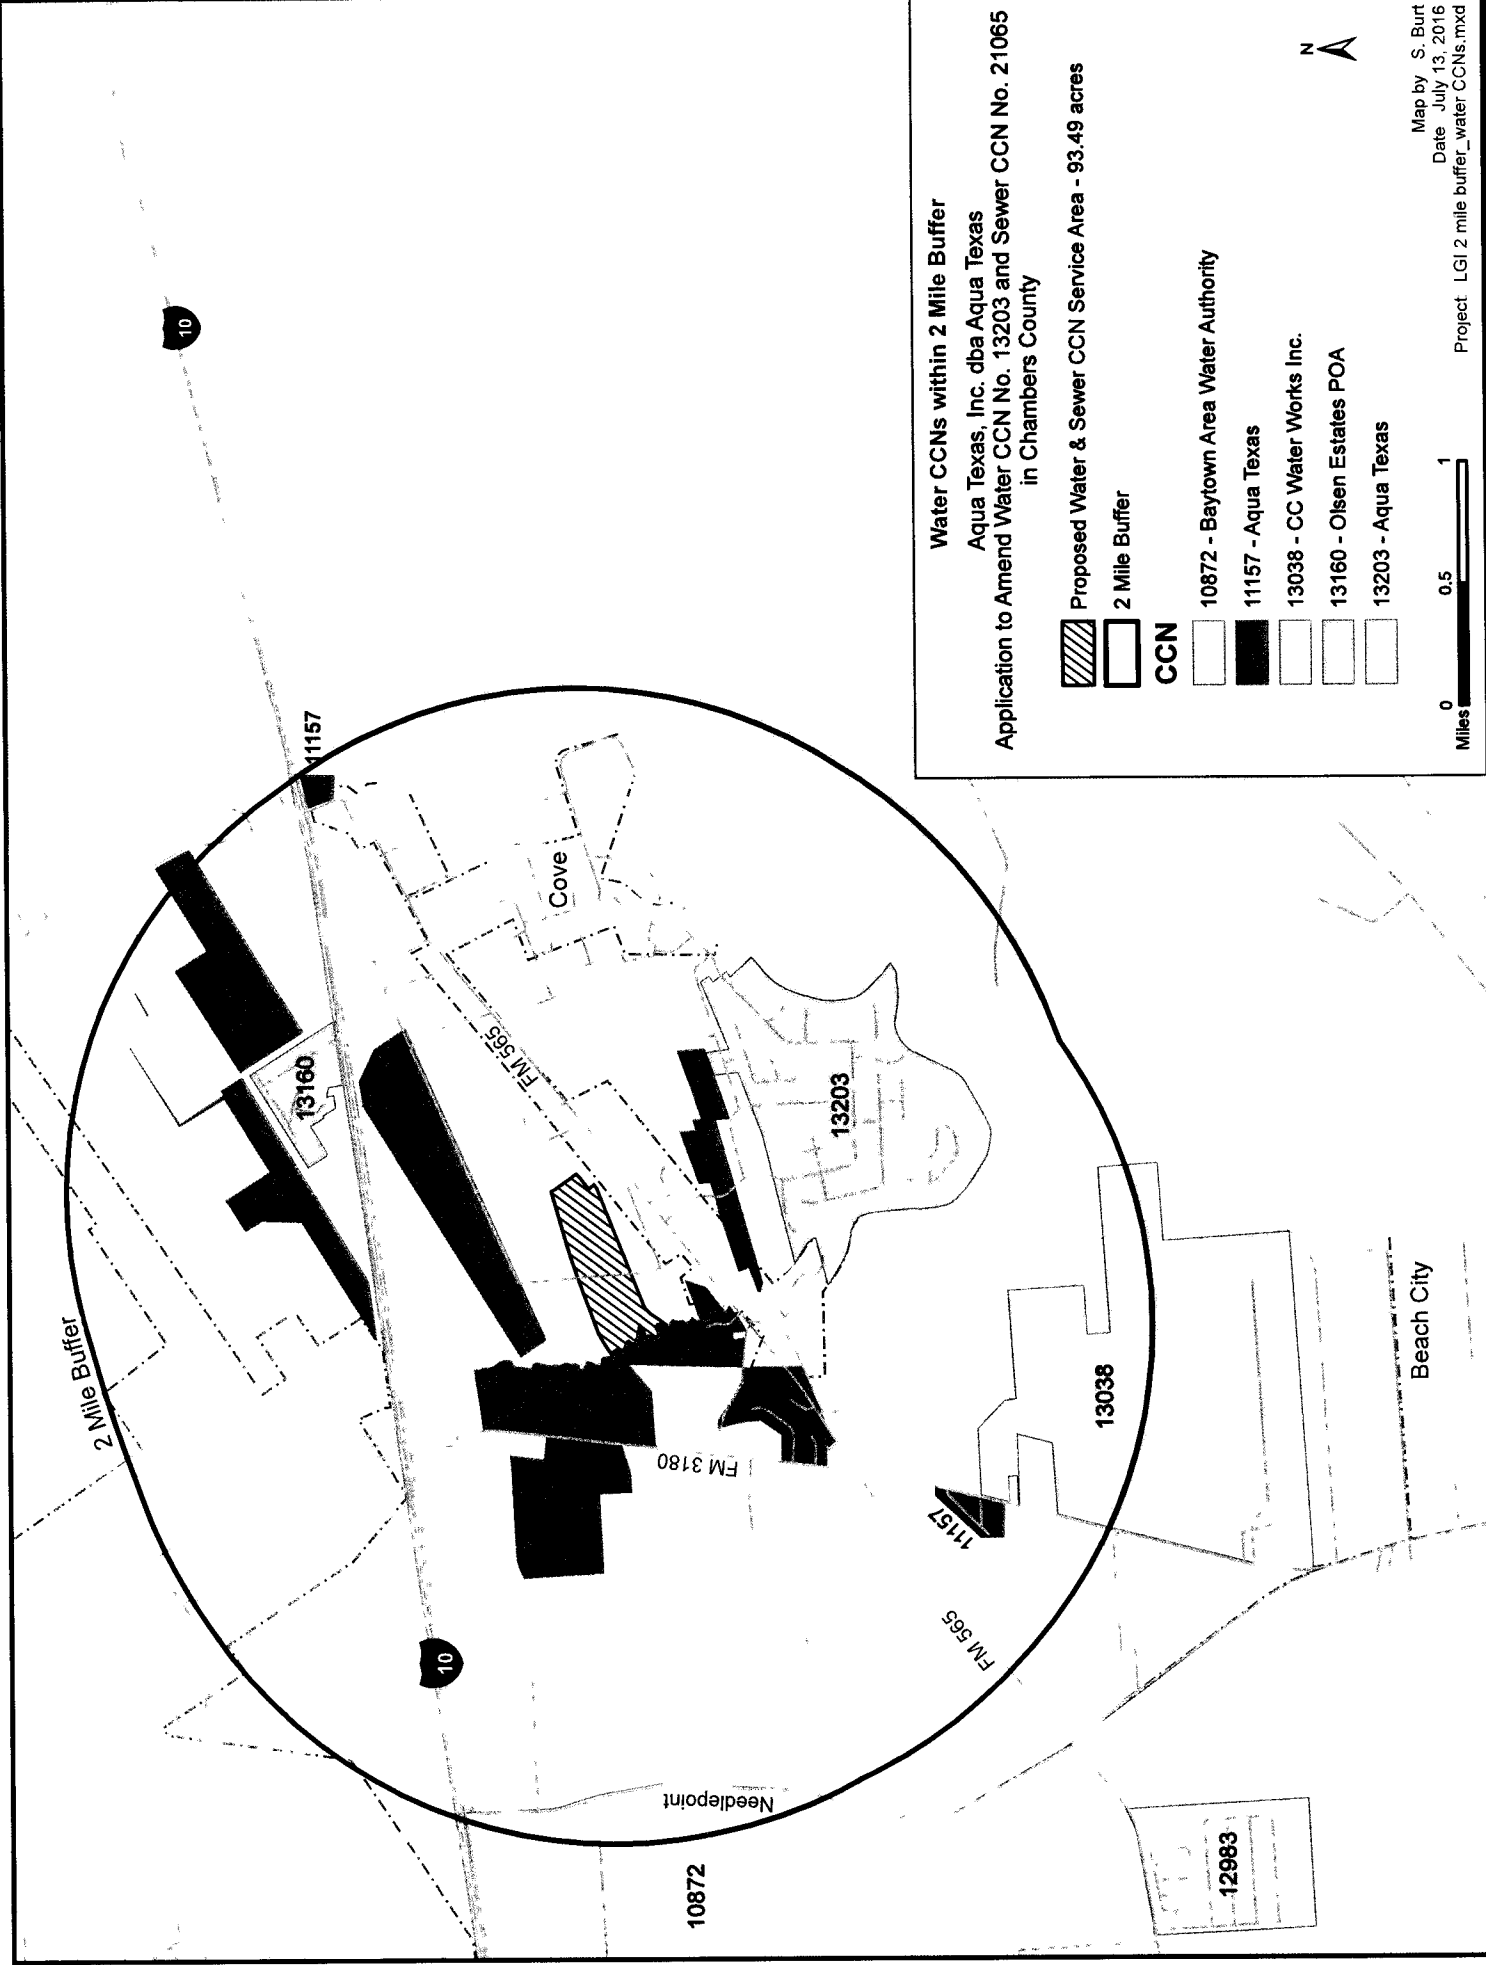 Water CCNs within 2 Mile Buffer
Aqua Texas, Inc. dba Aqua Texas
Application to Amend Water CCN No. 13203 and Sewer CCN No. 21065
in Chambers County
Proposed Water & Sewer CCN Service Area - 93.49 acres
2 Mile Buffer
CCN
10872 - Baytown Area Water Authority
11157 - Aqua Texas
13038 - CC Water Works Inc.
13160 - Olsen Estates POA
13203 - Aqua Texas
N
0 0.5 1
Miles
Map by S. Burt
Date July 13, 2016
Project LGI 2 mile buffer_water CCNs.mxd
2 Mile Buffer
10
11157
13160
Cove
FM 565
13203
FM 3180
10
11157
13038
FM 565
Needlepoint
10872
12983
Beach City